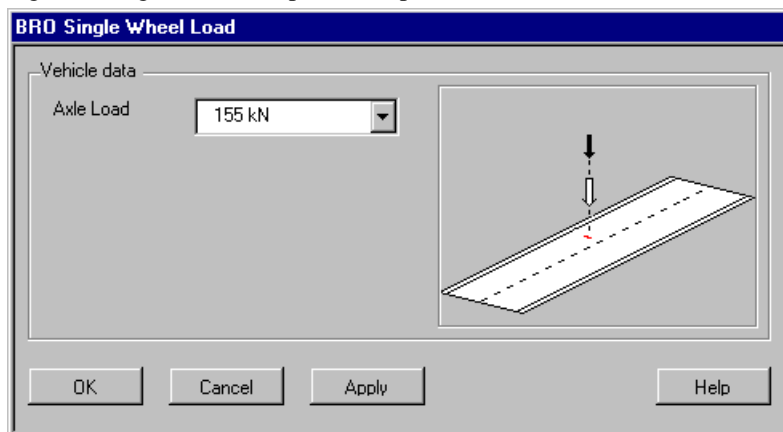 BRO Single Wheel Load
Vehicle data
Axle Load
155 kN
OK
Cancel
Apply
Help